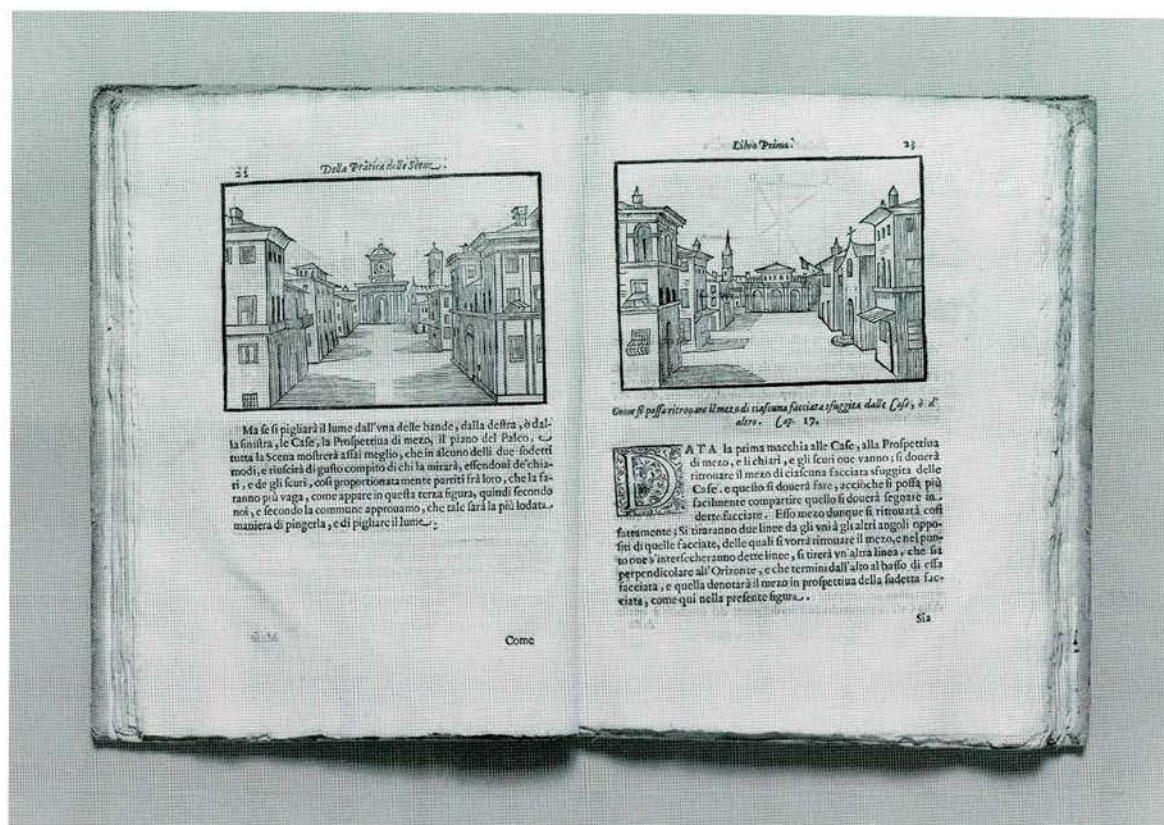 Della Pratica delle Scene.
Ma se si pigliarà il lume dall'vna delle bande, dalla destra, ò dal-
la sinistra, le Case, la Prospettiua di mezo, il piano del Palco, e
tutta la Scena mostrerà assai meglio, che in alcuno delli due sodetti
modi, e riuscirà di gusto compito di chi la mirarà, essendoui de'chia-
ri, e de gli scuri, così proportionatamente partiti frà loro, che la fa-
ranno più vaga, come appare in questa terza figura, quindi secondo
noi, e secondo la commune approuamo, che tale sarà la più lodata
maniera di pingerla, e di pigliare il lume.
Come
Libro Primo. 23
si possa ritrouare il mezo di ciascuna facciata sfuggita delle Case, ò d'
altro. Cap. 17.
DATA la prima macchia alle Case, alla Prospettiua
di mezo, e li chiari, e gli scuri oue vanno; si douerà
ritrouare il mezo di ciascuna facciata sfuggita delle
Case. e questo si douerà fare, acciòche si possa più
facilmente compartire quello si douerà segnare in
dette facciate. Esso mezo dunque si ritrouarà così
fattamente; Si tiraranno due linee da gli vni à gli altri angoli oppo-
siti di quelle facciate, delle quali si vorrà ritrouare il mezo, e nel pun-
to oue s'intersecheranno dette linee, si tirerà vn'altra linea, che sia
perpendicolare all'Orizonte, e che termini dall'alto al basso di essa
facciata, e quella denotarà il mezo in prospettiua della sudetta fac-
ciata, come qui nella presente figura.
Sia